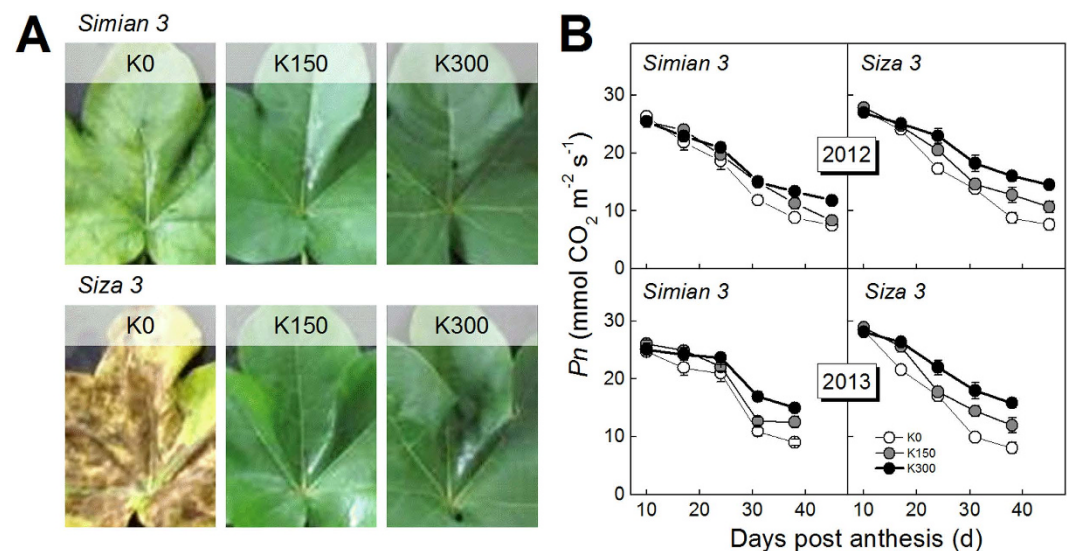 A
Simian 3
K0
K150
K300
Siza 3
K0
K150
K300
B
Simian 3
Siza 3
30
20
10
0
2012
Simian 3
Siza 3
30
20
10
0
2013
K0
K150
K300
10 20 30 40
10 20 30 40
Pn (mmol CO₂ m⁻² s⁻¹)
Days post anthesis (d)